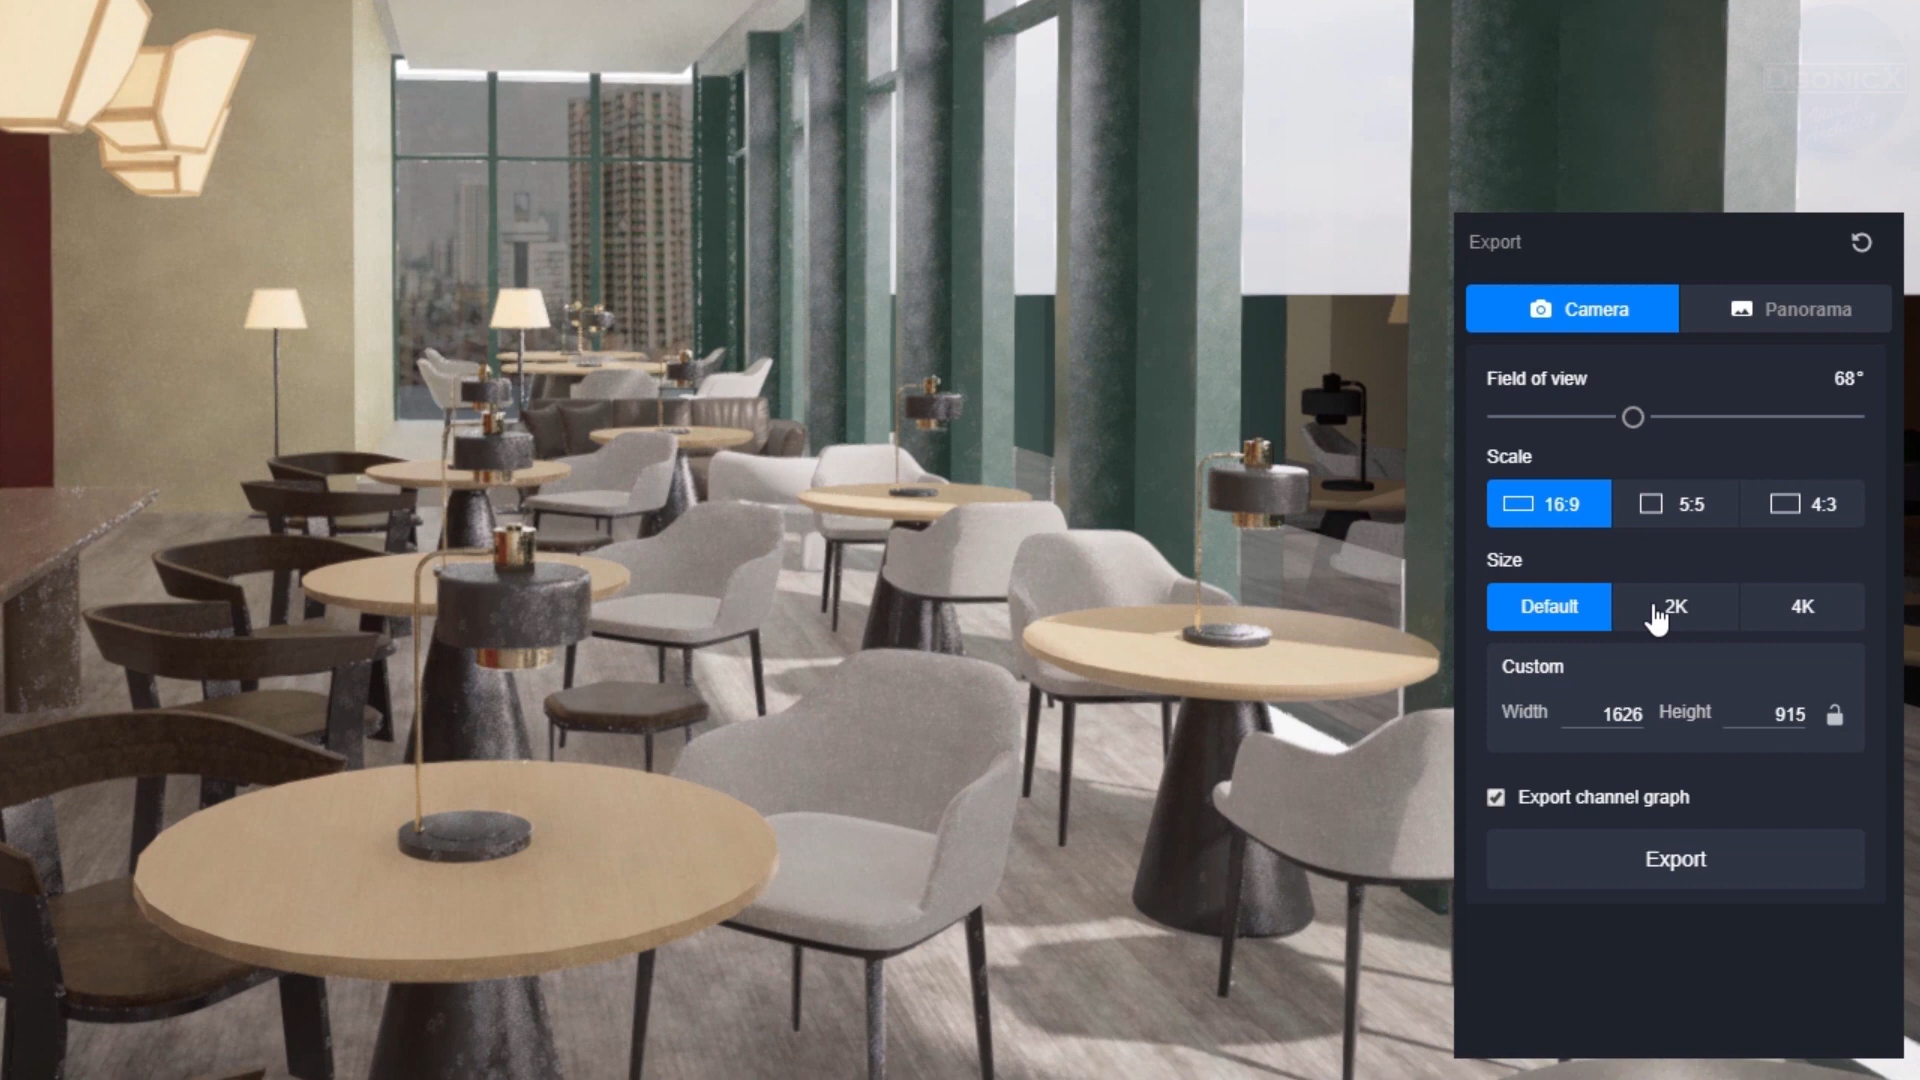 Export
Camera
Panorama
Field of view
68°
Scale
16:9
5:5
4:3
Size
Default
2K
4K
Custom
Width 1626 Height 915
Export channel graph
Export